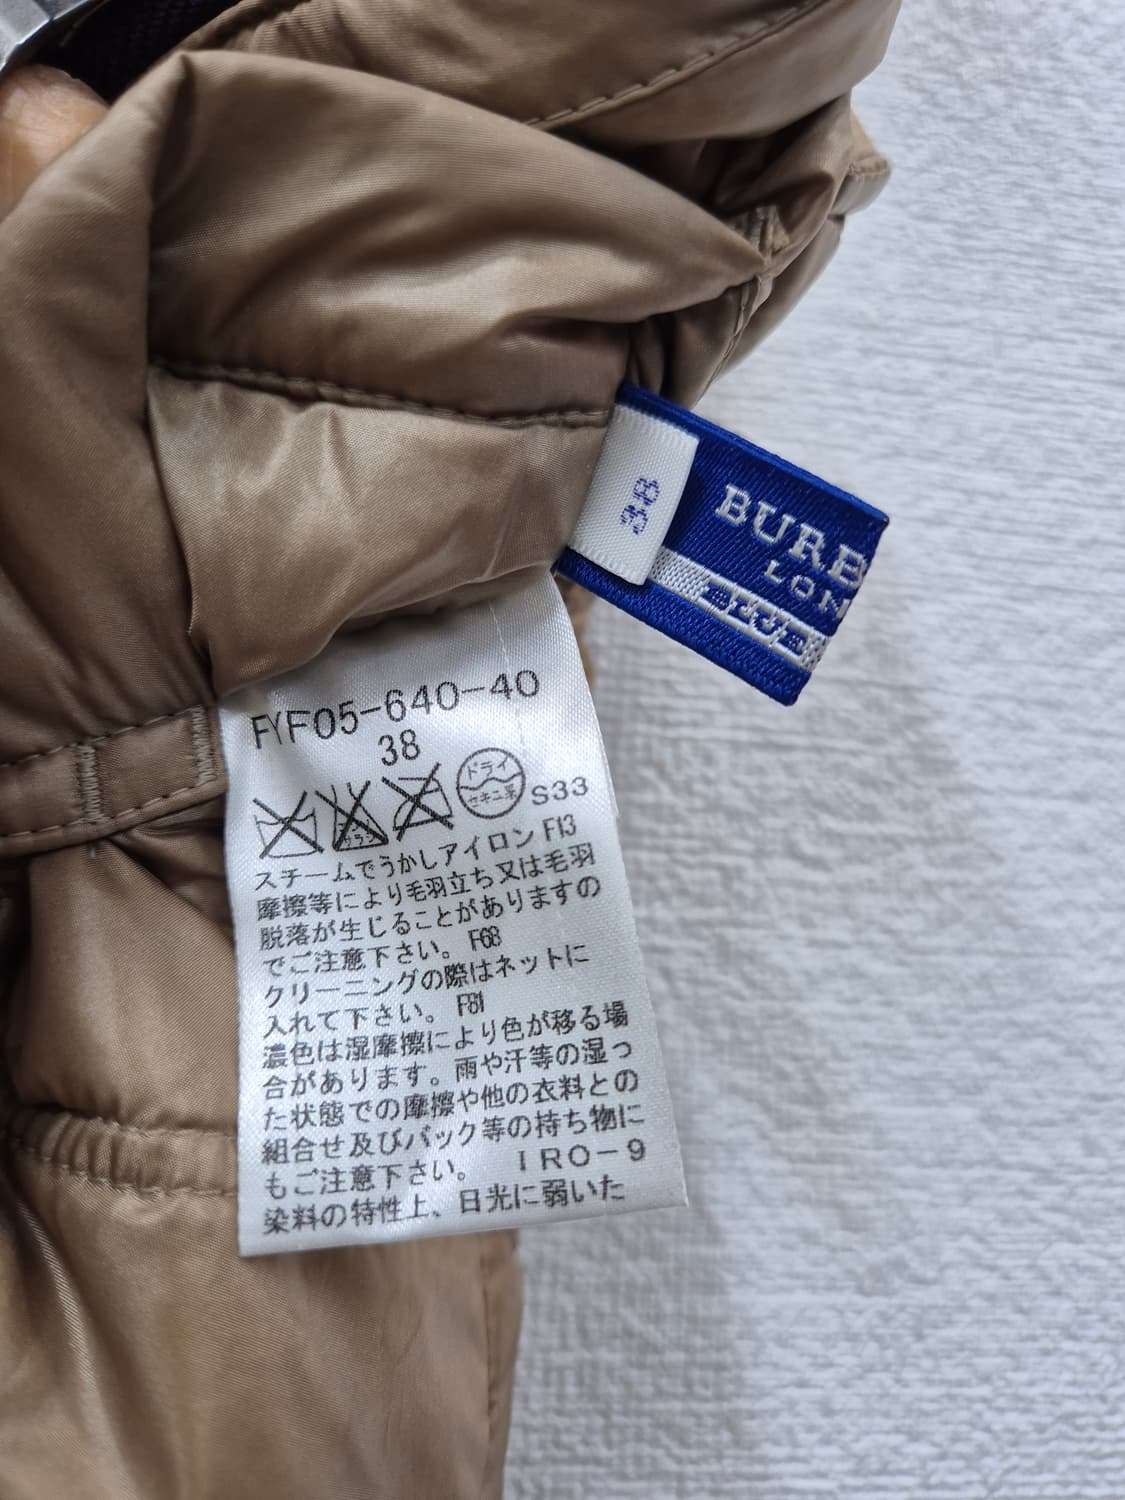 38
BURB
LON
BLUE
FYF05-640-40
38
ドライ
セキユ系
S33
スチームでうかしアイロン F13
摩擦等により毛羽立ち又は毛羽
脱落が生じることがありますの
でご注意下さい。 F68
クリーニングの際はネットに
入れて下さい。 F81
濃色は湿摩擦により色が移る場
合があります。雨や汗等の湿っ
た状態での摩擦や他の衣料との
組合せ及びバック等の持ち物に
もご注意下さい。 IRO-9
染料の特性上、日光に弱いた